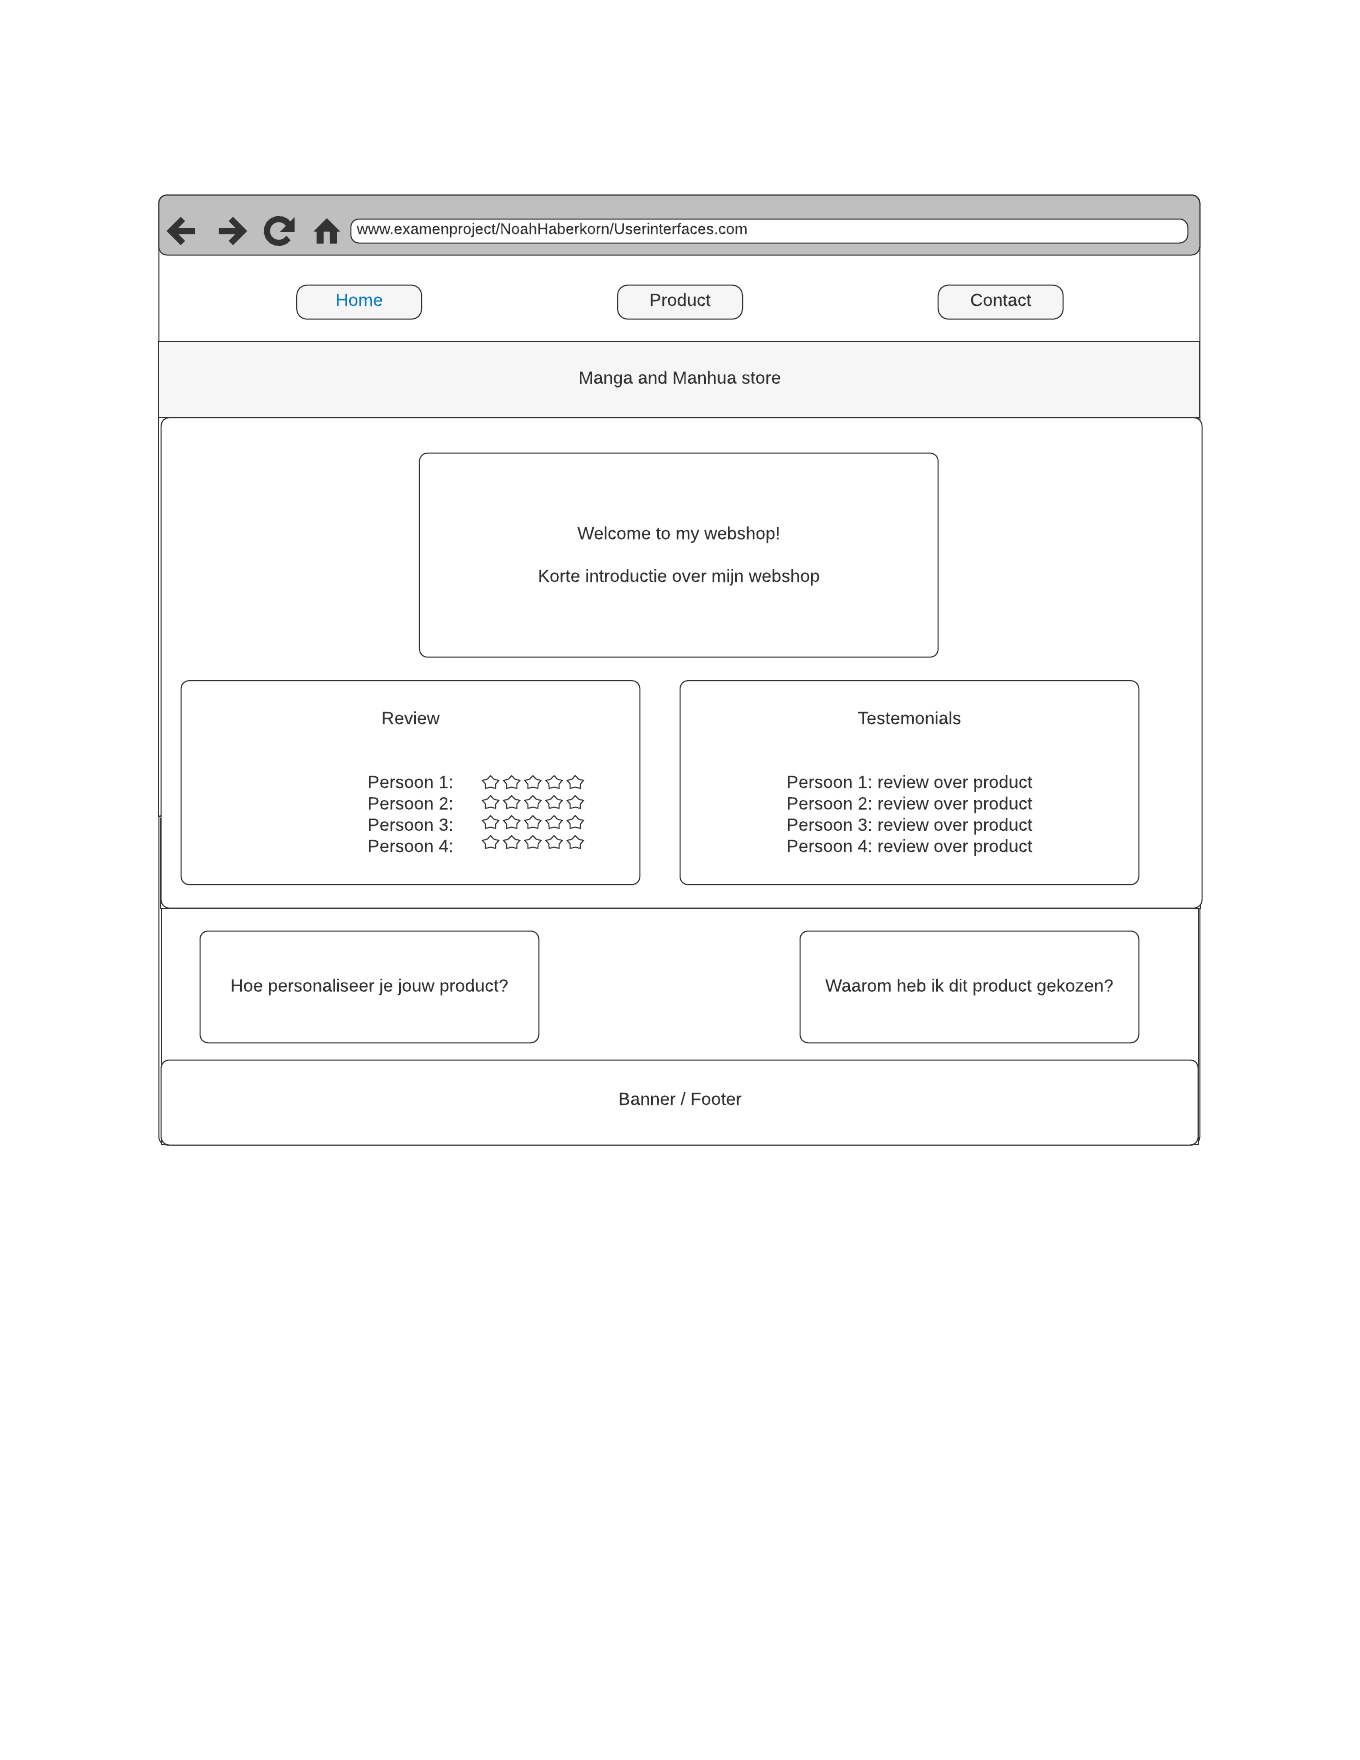 www.examenproject/NoahHaberkorn/Userinterfaces.com
Home
Product
Contact
Manga and Manhua store
Welcome to my webshop!
Korte introductie over mijn webshop
Review
Persoon 1:
Persoon 2:
Persoon 3:
Persoon 4:
Testemonials
Persoon 1: review over product
Persoon 2: review over product
Persoon 3: review over product
Persoon 4: review over product
Hoe personaliseer je jouw product?
Waarom heb ik dit product gekozen?
Banner / Footer